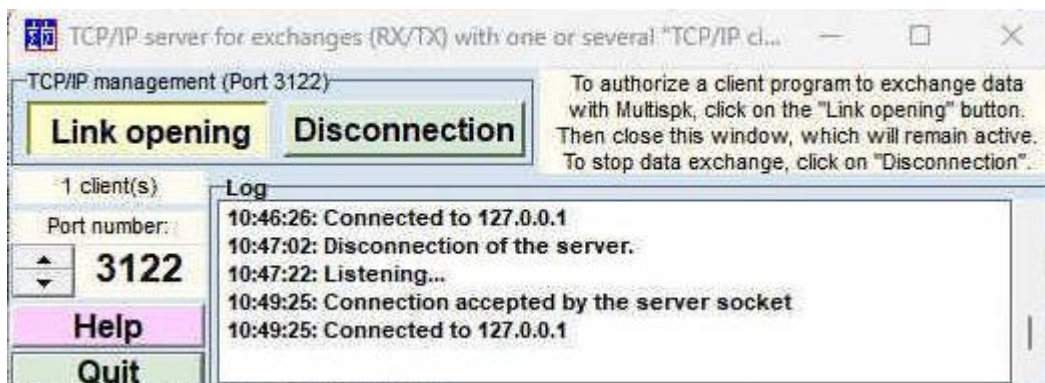 TCP/IP server for exchanges (RX/TX) with one or several "TCP/IP cl...
TCP/IP management (Port 3122)
Link opening
Disconnection
To authorize a client program to exchange data
with Multispk, click on the "Link opening" button.
Then close this window, which will remain active.
To stop data exchange, click on "Disconnection".
1 client(s)
Port number:
3122
Help
Quit
Log
10:46:26: Connected to 127.0.0.1
10:47:02: Disconnection of the server.
10:47:22: Listening...
10:49:25: Connection accepted by the server socket
10:49:25: Connected to 127.0.0.1